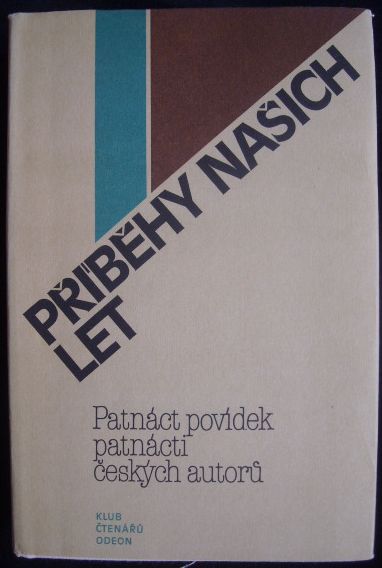 PŘÍBĚHY NAŠICH
LET
Patnáct povídek
patnácti
českých autorů
KLUB
ČTENÁŘŮ
ODEON